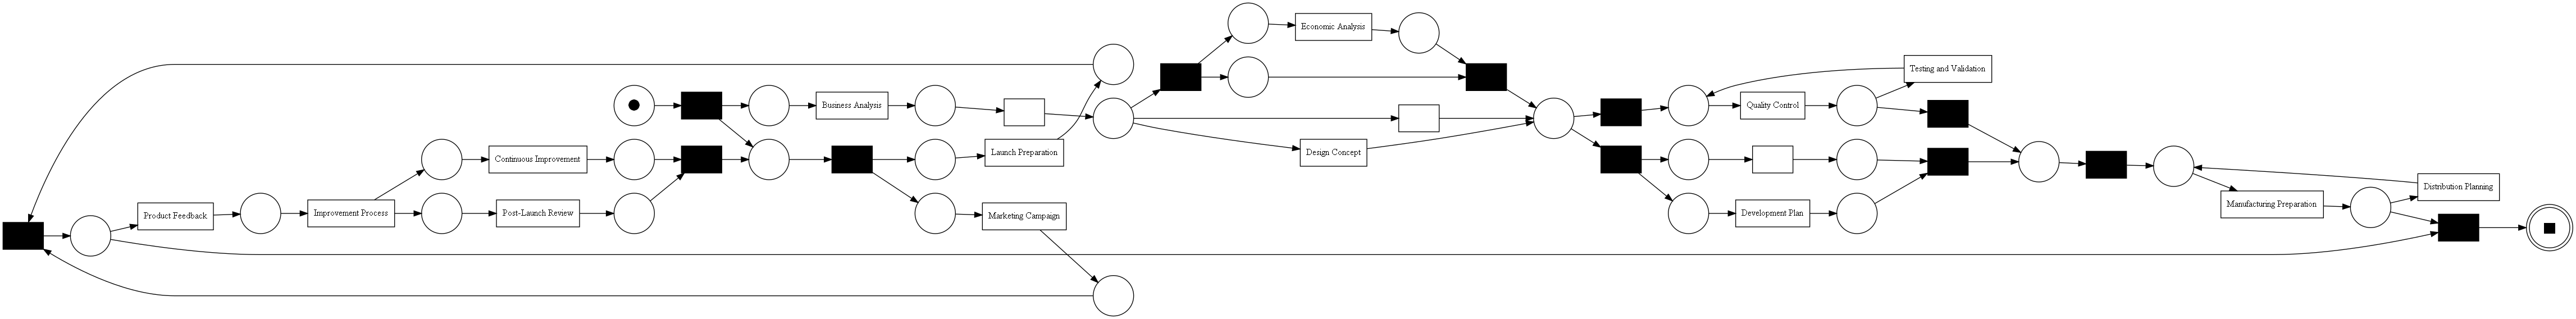 Economic Analysis
Testing and Validation
Business Analysis
Quality Control
Launch Preparation
Design Concept
Continuous Improvement
Distribution Planning
Manufacturing Preparation
Product Feedback
Improvement Process
Post-Launch Review
Marketing Campaign
Development Plan